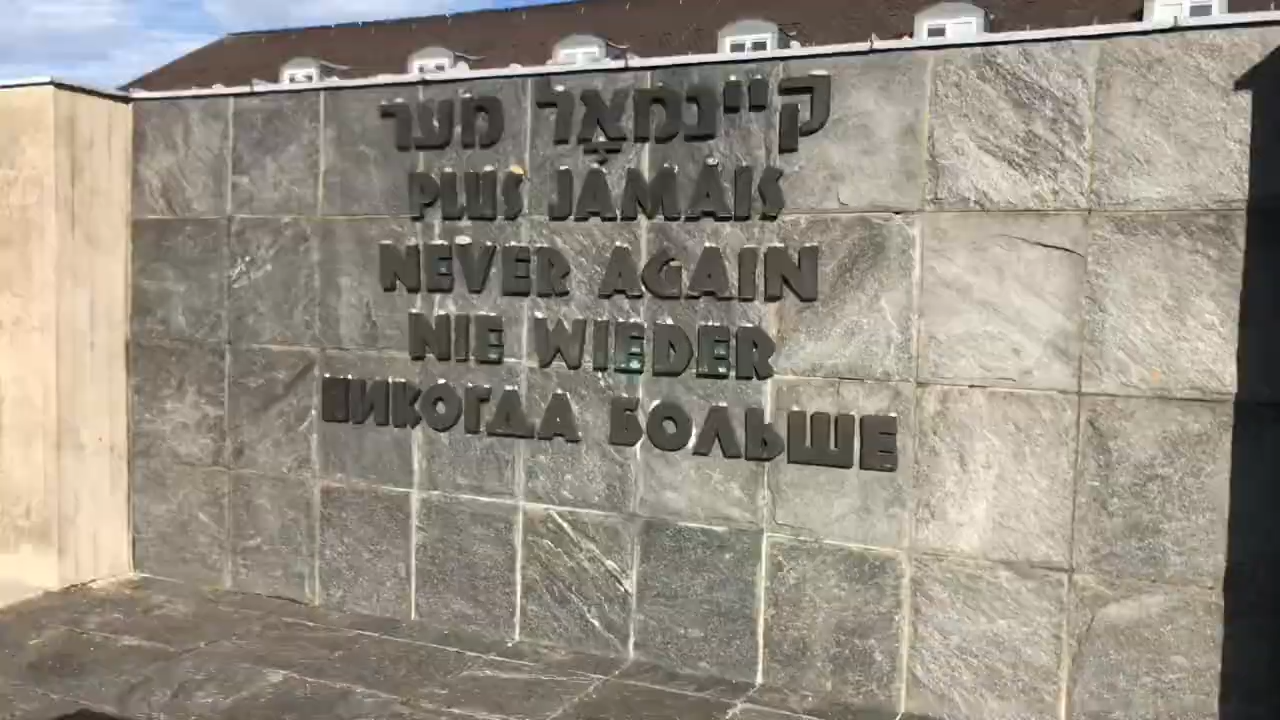 קיינמאָר מער
PLUS JAMAIS
NEVER AGAIN
NIE WIEDER
НИКОГДА БОЛЬШЕ